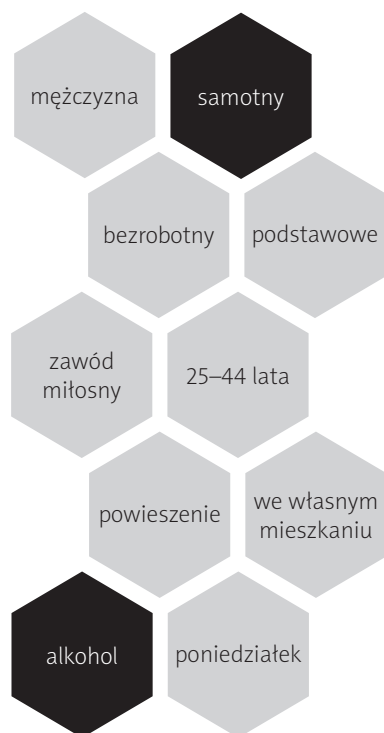 mężczyzna
samotny
bezrobotny
podstawowe
zawód
miłosny
25–44 lata
powieszenie
we własnym
mieszkaniu
alkohol
poniedziałek